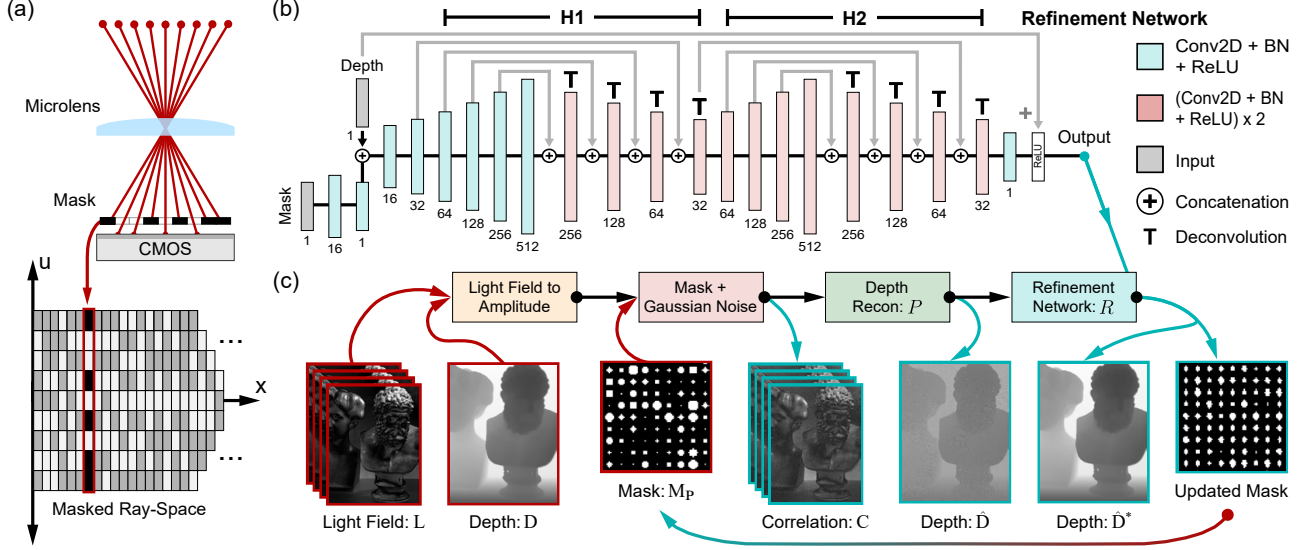 (a)
Microlens
Mask
CMOS
u
x
...
...
Masked Ray-Space
(b)
H1
H2
Refinement Network
Depth
1
Mask
1
16
1
16
32
64
128
256
512
T
256
T
128
T
64
T
32
64
128
256
512
T
256
T
128
T
64
T
32
1
+
ReLU
Output
Conv2D + BN
+ ReLU
(Conv2D + BN
+ ReLU) x 2
Input
Concatenation
T Deconvolution
(c)
Light Field to
Amplitude
Mask +
Gaussian Noise
Depth
Recon: P
Refinement
Network: R
Light Field: L
Depth: D
Mask: M_P
Correlation: C
Depth: D̂
Depth: D̂*
Updated Mask